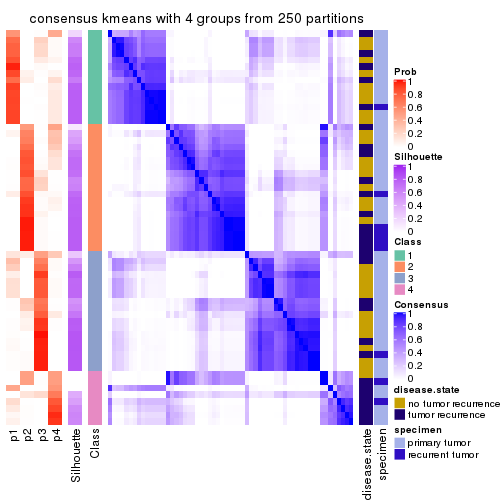 consensus kmeans with 4 groups from 250 partitions
Prob
1
0.8
0.6
0.4
0.2
0
Silhouette
1
0.8
0.6
0.4
0.2
0
Class
1
2
3
4
Consensus
1
0.8
0.6
0.4
0.2
0
disease.state
no tumor recurrence
tumor recurrence
specimen
primary tumor
recurrent tumor
p1
p2
p3
p4
Silhouette
Class
disease.state
specimen